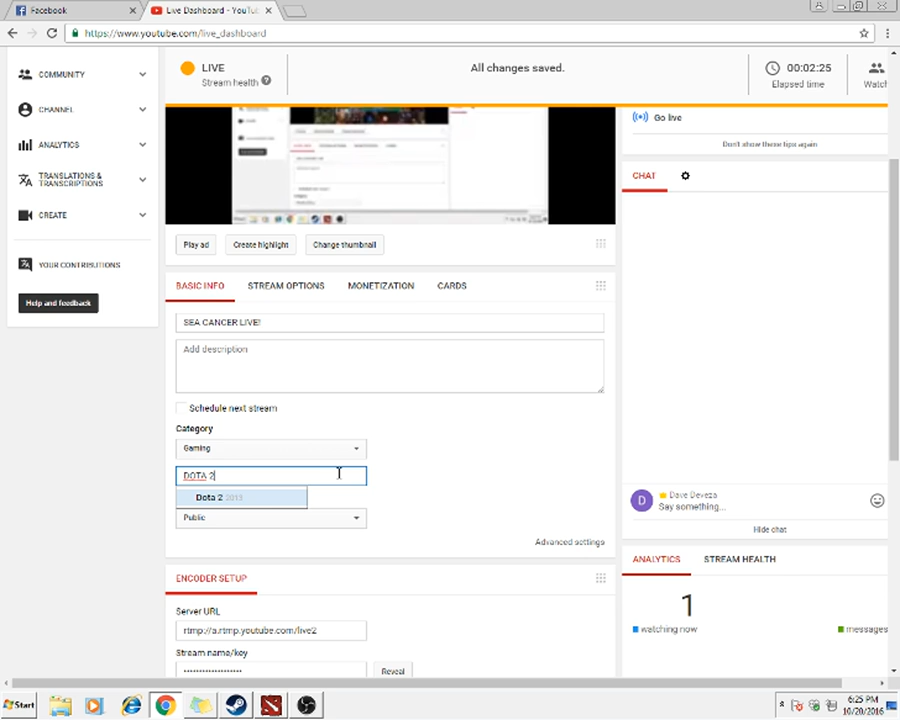 Facebook
Live Dashboard - YouTu
https://www.youtube.com/live_dashboard
COMMUNITY
CHANNEL
ANALYTICS
TRANSLATIONS &
TRANSCRIPTIONS
CREATE
YOUR CONTRIBUTIONS
Help and feedback
LIVE
Stream health
All changes saved.
00:02:25
Elapsed time
Watch
Play ad
Create highlight
Change thumbnail
BASIC INFO
STREAM OPTIONS
MONETIZATION
CARDS
SEA CANCER LIVE!
Add description
Schedule next stream
Category
Gaming
DOTA 2
Dota 2 2013
Public
Advanced settings
ENCODER SETUP
Server URL
rtmp://a.rtmp.youtube.com/live2
Stream name/key
Reveal
Go live
Don't show these tips again
CHAT
D
Dave Deveza
Say something...
Hide chat
ANALYTICS
STREAM HEALTH
1
watching now
messages
Start
6:25 PM
10/28/2016